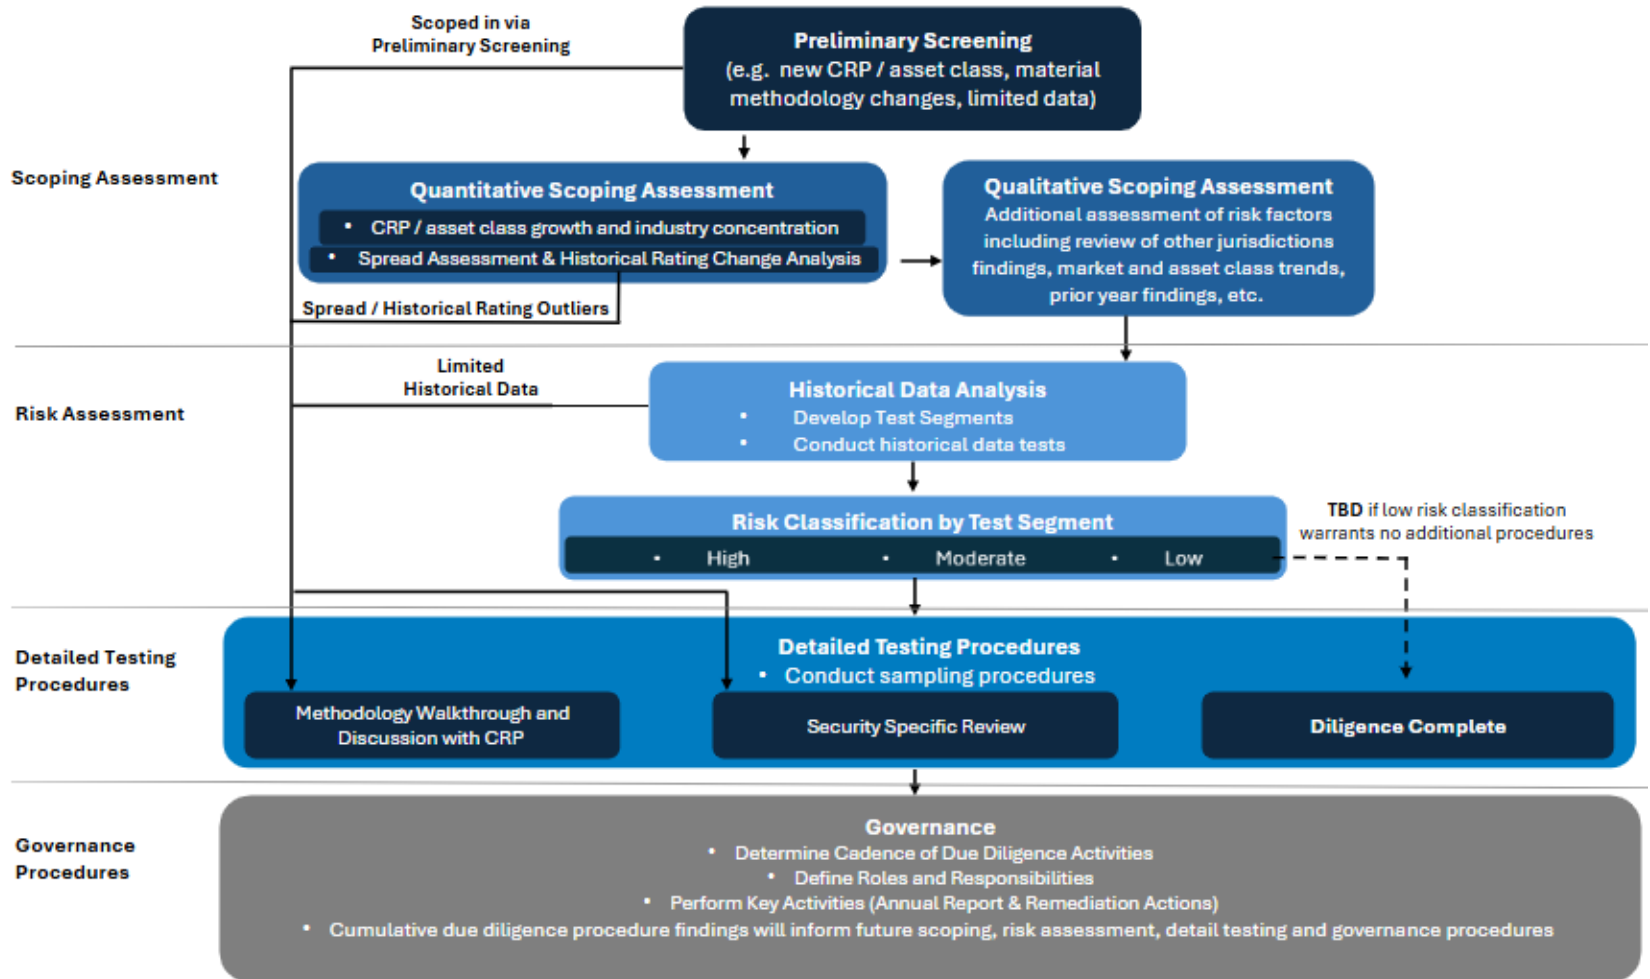 Scoped in via
Preliminary Screening
Preliminary Screening
(e.g. new CRP / asset class, material
methodology changes, limited data)
Scoping Assessment
Quantitative Scoping Assessment
• CRP / asset class growth and industry concentration
• Spread Assessment & Historical Rating Change Analysis
Spread / Historical Rating Outliers
Qualitative Scoping Assessment
Additional assessment of risk factors
including review of other jurisdictions
findings, market and asset class trends,
prior year findings, etc.
Risk Assessment
Limited
Historical Data
Historical Data Analysis
• Develop Test Segments
• Conduct historical data tests
Risk Classification by Test Segment
• High • Moderate • Low
TBD if low risk classification
warrants no additional procedures
Detailed Testing
Procedures
Detailed Testing Procedures
• Conduct sampling procedures
Methodology Walkthrough and
Discussion with CRP
Security Specific Review
Diligence Complete
Governance
Procedures
Governance
• Determine Cadence of Due Diligence Activities
• Define Roles and Responsibilities
• Perform Key Activities (Annual Report & Remediation Actions)
• Cumulative due diligence procedure findings will inform future scoping, risk assessment, detail testing and governance procedures